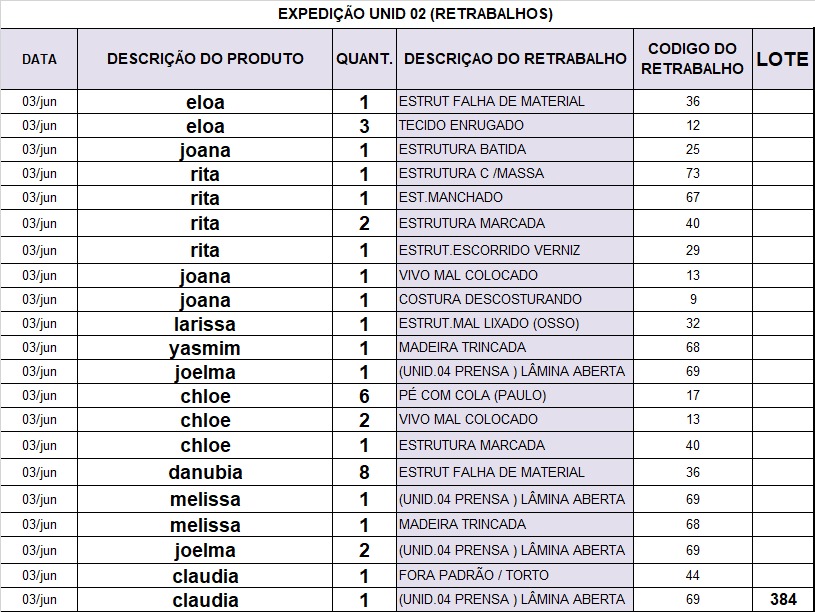 EXPEDIÇÃO UNID 02 (RETRABALHOS)
DATA DESCRIÇÃO DO PRODUTO QUANT. DESCRIÇAO DO RETRABALHO CODIGO DO RETRABALHO LOTE
03/jun eloa 1 ESTRUT FALHA DE MATERIAL 36
03/jun eloa 3 TECIDO ENRUGADO 12
03/jun joana 1 ESTRUTURA BATIDA 25
03/jun rita 1 ESTRUTURA C /MASSA 73
03/jun rita 1 EST.MANCHADO 67
03/jun rita 2 ESTRUTURA MARCADA 40
03/jun rita 1 ESTRUT.ESCORRIDO VERNIZ 29
03/jun joana 1 VIVO MAL COLOCADO 13
03/jun joana 1 COSTURA DESCOSTURANDO 9
03/jun larissa 1 ESTRUT.MAL LIXADO (OSSO) 32
03/jun yasmim 1 MADEIRA TRINCADA 68
03/jun joelma 1 (UNID.04 PRENSA ) LÂMINA ABERTA 69
03/jun chloe 6 PÉ COM COLA (PAULO) 17
03/jun chloe 2 VIVO MAL COLOCADO 13
03/jun chloe 1 ESTRUTURA MARCADA 40
03/jun danubia 8 ESTRUT FALHA DE MATERIAL 36
03/jun melissa 1 (UNID.04 PRENSA ) LÂMINA ABERTA 69
03/jun melissa 1 MADEIRA TRINCADA 68
03/jun joelma 2 (UNID.04 PRENSA ) LÂMINA ABERTA 69
03/jun claudia 1 FORA PADRÃO / TORTO 44
03/jun claudia 1 (UNID.04 PRENSA ) LÂMINA ABERTA 69 384